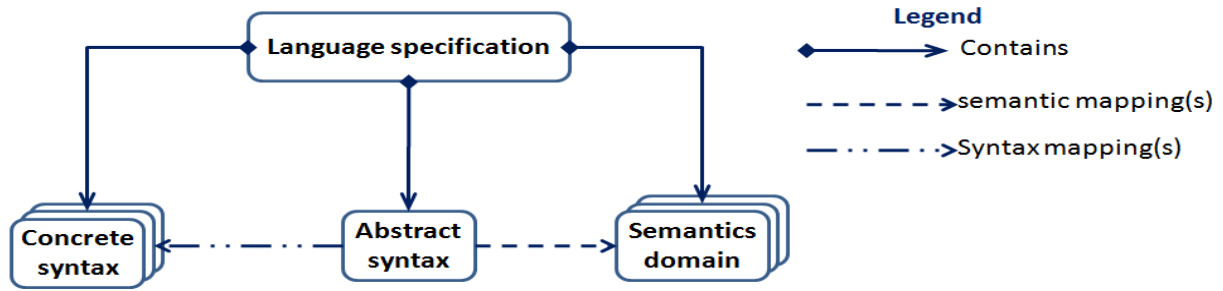 Legend
Language specification
Contains
semantic mapping(s)
Syntax mapping(s)
Concrete
syntax
Abstract
syntax
Semantics
domain